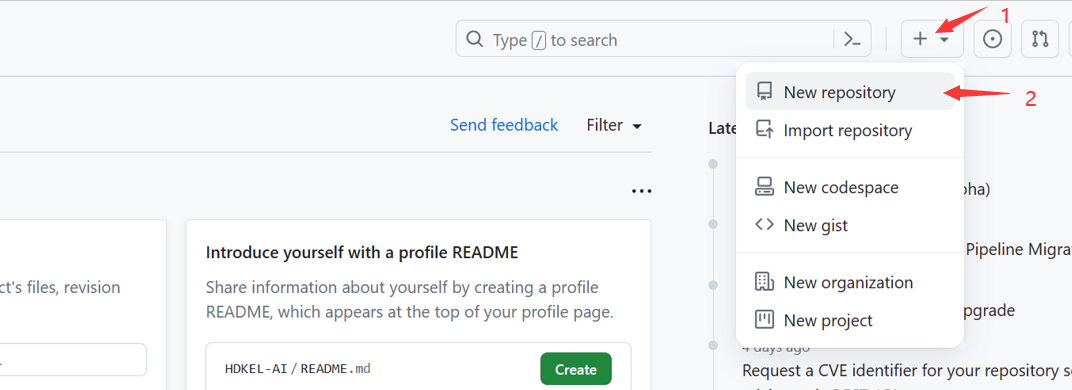 1
Type / to search
New repository
2
Import repository
New codespace
New gist
New organization
New project
Send feedback
Filter
Late
oha)
Pipeline Migra
pgrade
4 days ago
Request a CVE identifier for your repository se
Introduce yourself with a profile README
Share information about yourself by creating a profile
README, which appears at the top of your profile page.
HDKEL-AI / README.md
Create
ct's files, revision